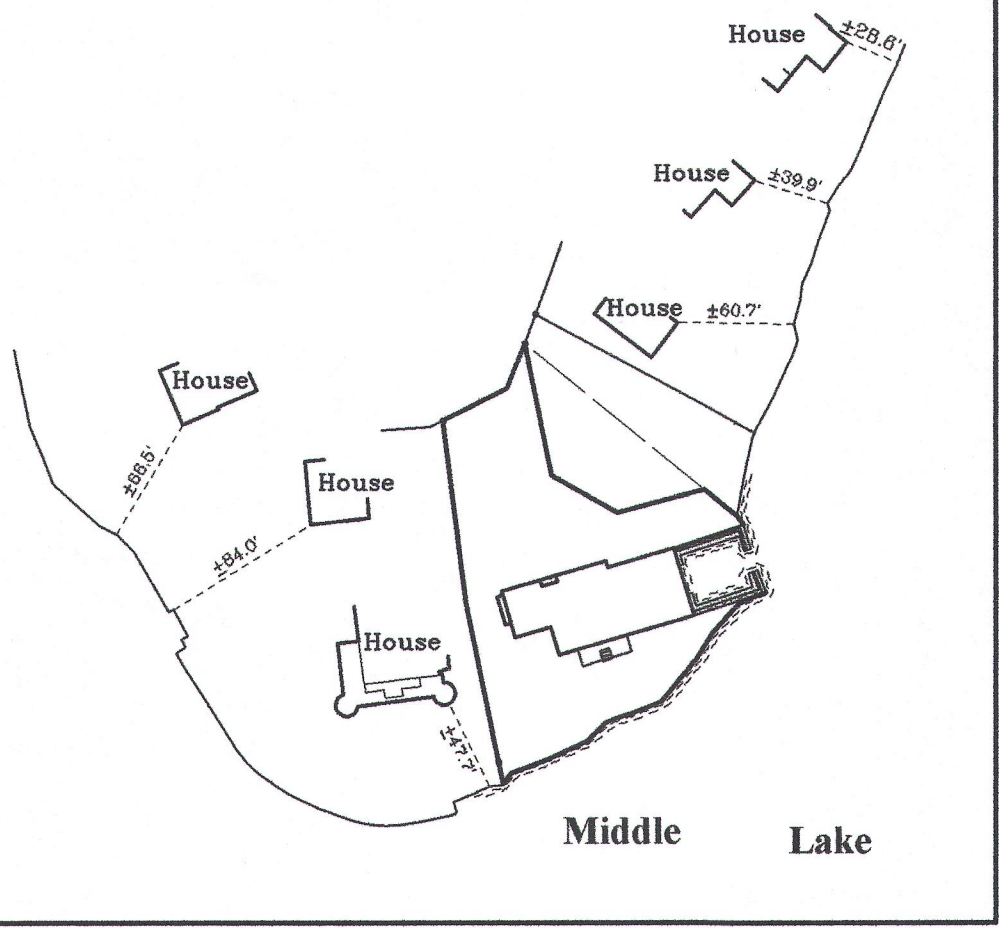 House
±28.6'
House
±39.9'
House
±60.7'
House
±66.5'
House
±84.0'
House
±47.7'
Middle Lake